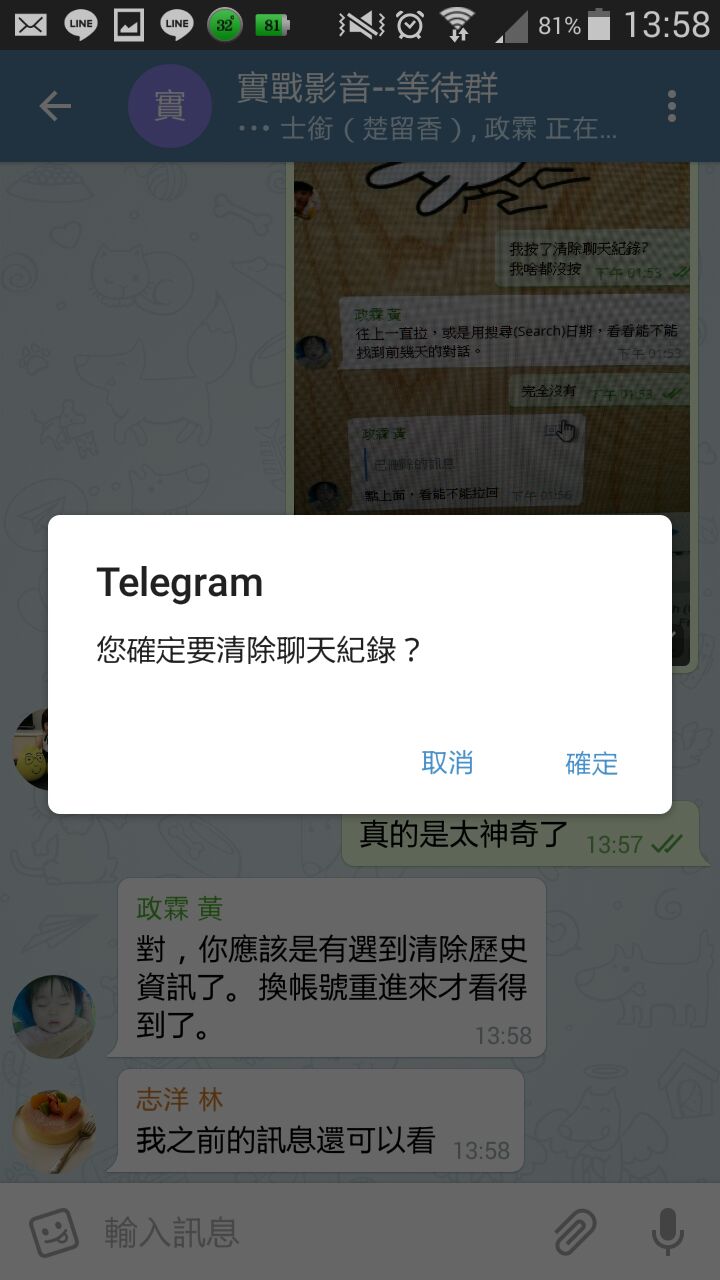 LINE
LINE
32°
81
81%
13:58
實
實戰影音--等待群
••• 士銜（楚留香）, 政霖 正在...
我按了清除聊天紀錄?
我啥都沒按 下午 01:53
政霖 黃
往上一直拉，或是用搜尋(Search)日期，看看能不能
找到前幾天的對話。
下午 01:53
完全沒有 下午 01:53
政霖 黃
已刪除的訊息
點上面，看能不能拉回 下午 01:56
Telegram
您確定要清除聊天紀錄？
取消
確定
真的是太神奇了 13:57
政霖 黃
對，你應該是有選到清除歷史
資訊了。換帳號重進來才看得
到了。
13:58
志洋 林
我之前的訊息還可以看 13:58
輸入訊息